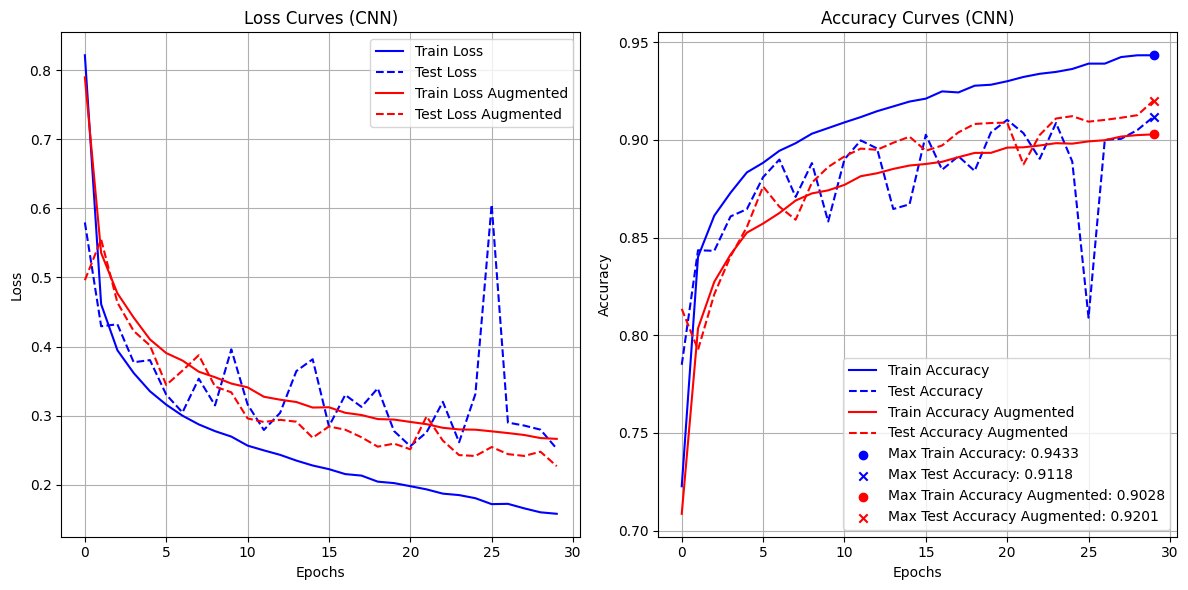 Loss Curves (CNN)
Loss
0.8
0.7
0.6
0.5
0.4
0.3
0.2
0 5 10 15 20 25 30
Epochs
Train Loss
Test Loss
Train Loss Augmented
Test Loss Augmented
Accuracy Curves (CNN)
Accuracy
0.95
0.90
0.85
0.80
0.75
0.70
0 5 10 15 20 25 30
Epochs
Train Accuracy
Test Accuracy
Train Accuracy Augmented
Test Accuracy Augmented
Max Train Accuracy: 0.9433
Max Test Accuracy: 0.9118
Max Train Accuracy Augmented: 0.9028
Max Test Accuracy Augmented: 0.9201